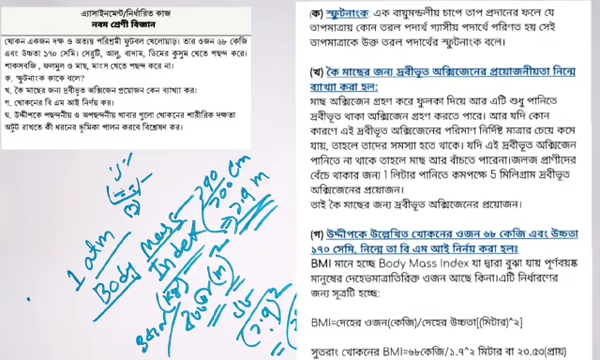 এ্যাসাইনমেন্ট/নির্ধারিত কাজ
নবম শ্রেণী বিজ্ঞান
খোকন একজন দক্ষ ও অত্যন্ত পরিশ্রমী ফুটবল খেলোয়াড়। তার ওজন ৬৮ কেজি
এবং উচ্চতা ১৭০ সেমি। সেবুটি, আলু, বাদাম, ডিমের কুসুম খেতে পছন্দ করে।
শাকসবজি, ফলমুল ও মাছ, মাংস খেতে পছন্দ করে না।
ক. স্ফুটনাংক কাকে বলে?
খ. কৈ মাছের জন্য দ্রবীভূত অক্সিজেন প্রয়োজন কেন ব্যাখ্যা কর।
গ. খোকনের বি এম আই নির্ণয় কর।
ঘ. উদ্দীপকে পছন্দনীয় ও অপছন্দনীয় খাবার গুলো খোকনের শারীরিক দক্ষতা
অটুট রাখতে কী ধরনের ভূমিকা পালন করবে বিশ্লেষণ কর।
1 atm
Body Mass
Index
170
100 cm
(ক) স্ফুটনাংক: এক বায়ুমন্ডলীয় চাপে তাপ প্রদানের ফলে যে
তাপমাত্রায় কোন তরল পদার্থ গ্যাসীয় পদার্থে পরিণত হয় সেই
তাপমাত্রাকে উক্ত তরল পদার্থের স্ফুটনাংক বলে।
(খ) কৈ মাছের জন্য দ্রবীভূত অক্সিজেনের প্রয়োজনীয়তা নিম্নে
ব্যাখ্যা করা হল:
মাছ অক্সিজেন গ্রহণ করে ফুলকা দিয়ে আর এটি শুধু পানিতে
দ্রবীভূত থাকা অক্সিজেন গ্রহণ করতে পারে। আর যদি কোন
কারণে এই দ্রবীভূত অক্সিজেনের পরিমাণ নির্দিষ্ট মাত্রার চেয়ে কমে
যায়, তাহলে তাদের সমস্যা হতে থাকে। যদি এই দ্রবীভূত অক্সিজেন
পানিতে না থাকে তাহলে মাছ আর বাঁচতে পারেনা।জলজ প্রাণীদের
বেঁচে থাকার জন্য 1 লিটার পানিতে কমপক্ষে 5 মিলিগ্রাম দ্রবীভূত
অক্সিজেনের প্রয়োজন।
তাই কৈ মাছের জন্য দ্রবীভূত অক্সিজেনের প্রয়োজন।
(গ) উদ্দীপকে উল্লেখিত খোকনের ওজন ৬৮ কেজি এবং উচ্চতা
১৭০ সেমি, নিম্নে তা বি এম আই নির্নয় করা হল।
BMI মানে হচ্ছে Body Mass Index যা দ্বারা বুঝা যায় পূর্ণবয়ষ্ক
মানুষের দেহেভমাত্রাতিরিক্ত ওজন আছে কিনা।এটি নির্ধারণের
জন্য সূত্রটি হচ্ছে:
BMI=দেহের ওজন(কেজি)/দেহের উচ্চতা[(মিটার)^২]
সুতরাং খোকনের BMI=৬৮কেজি/১.৭^২ মিটার বা ২৩.৫৩(প্রায়)